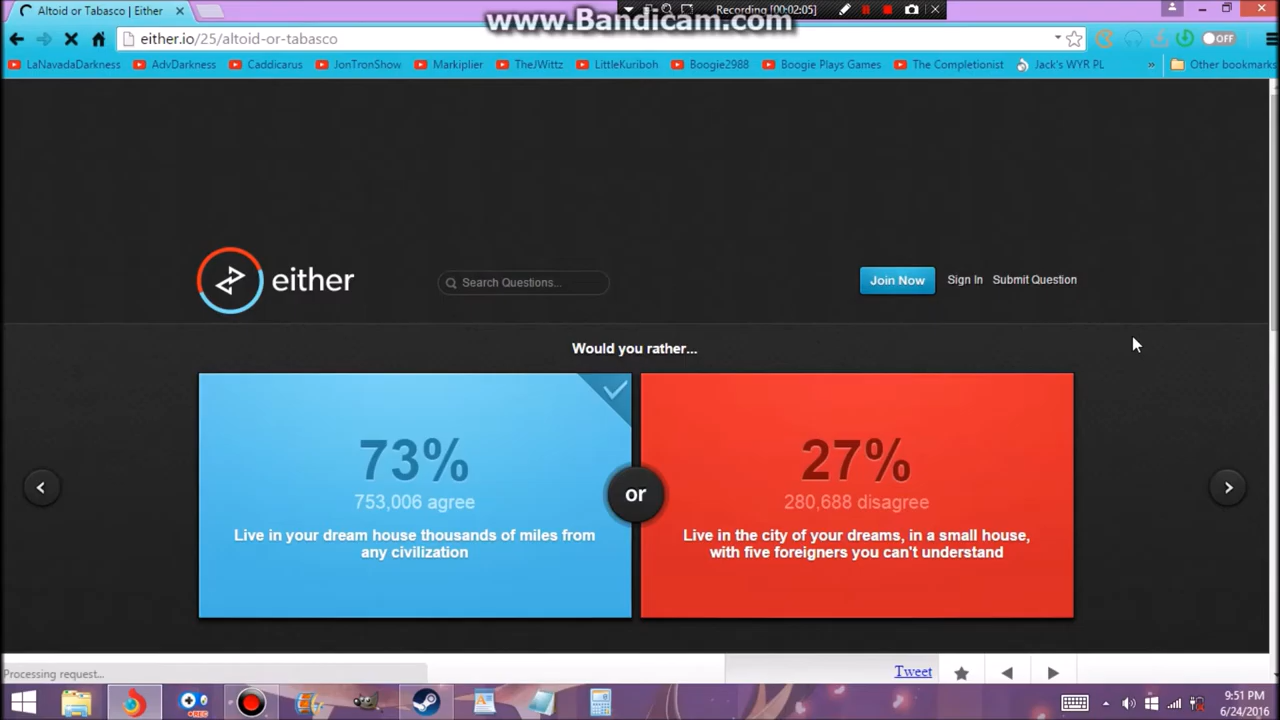 Altoid or Tabasco | Either
Recording [00:02:05]
www.Bandicam.com
either.io/25/altoid-or-tabasco
OFF
LaNavadaDarkness AdvDarkness Caddicarus JonTronShow Markiplier TheJWittz LittleKuriboh Boogie2988 Boogie Plays Games The Completionist Jack's WYR PL » Other bookmarks
either
Search Questions...
Join Now Sign In Submit Question
Would you rather...
73%
753,006 agree
Live in your dream house thousands of miles from
any civilization
or
27%
280,688 disagree
Live in the city of your dreams, in a small house,
with five foreigners you can't understand
Processing request...
Tweet
REC
9:51 PM
6/24/2016